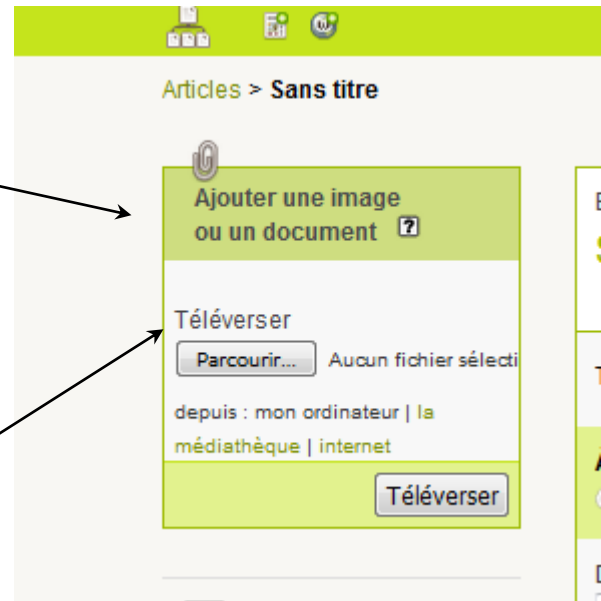 Articles > Sans titre
Ajouter une image
ou un document ?
Téléverser
Parcourir... Aucun fichier sélecti
depuis : mon ordinateur | la
médiathèque | internet
Téléverser